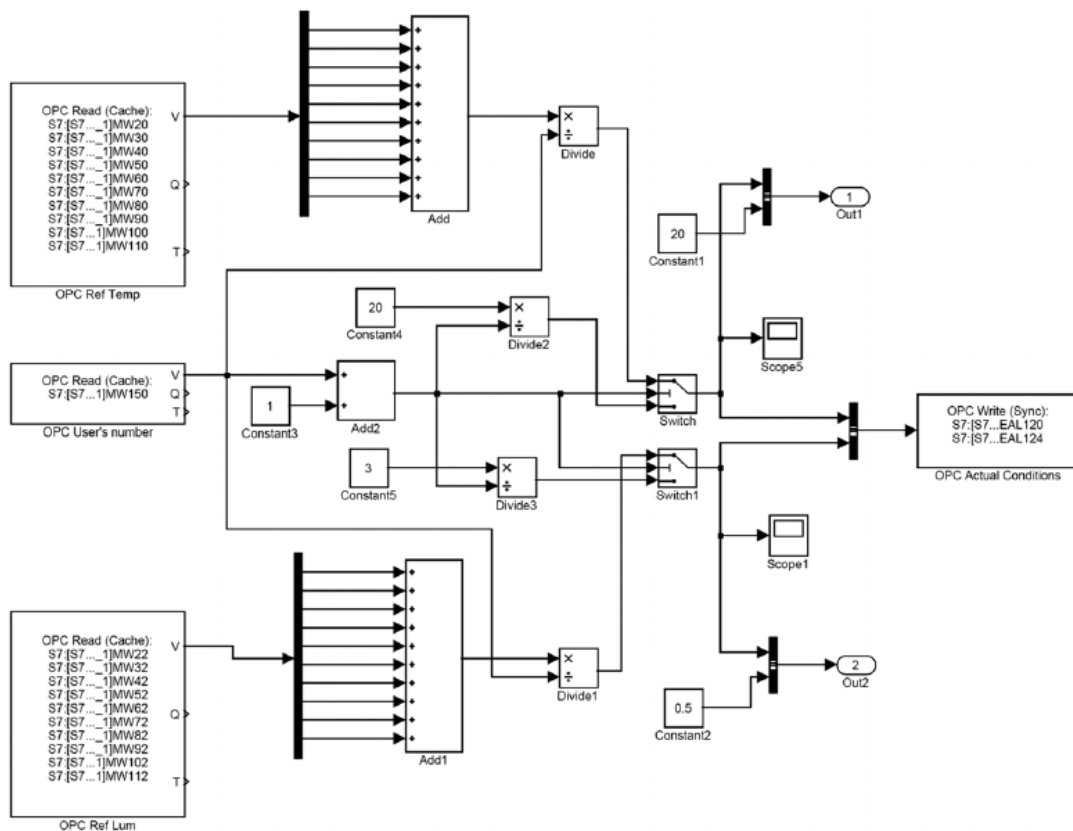 OPC Read (Cache):
S7:[S7..._1]MW20
S7:[S7..._1]MW30
S7:[S7..._1]MW40
S7:[S7..._1]MW50
S7:[S7..._1]MW60
S7:[S7..._1]MW70
S7:[S7..._1]MW80
S7:[S7..._1]MW90
S7:[S7...1]MW100
S7:[S7...1]MW110
V
Q
T
OPC Ref Temp
+
+
+
+
+
+
+
+
+
+
Add
×
÷
Divide
20
Constant1
1
Out1
20
Constant4
×
÷
Divide2
Scope5
OPC Read (Cache):
S7:[S7...1]MW150
V
Q
T
OPC User's number
1
Constant3
+
+
Add2
Switch
3
Constant5
×
÷
Divide3
Switch1
OPC Write (Sync):
S7:[S7...EAL120
S7:[S7...EAL124
OPC Actual Conditions
Scope1
OPC Read (Cache):
S7:[S7..._1]MW22
S7:[S7..._1]MW32
S7:[S7..._1]MW42
S7:[S7..._1]MW52
S7:[S7..._1]MW62
S7:[S7..._1]MW72
S7:[S7..._1]MW82
S7:[S7..._1]MW92
S7:[S7...1]MW102
S7:[S7...1]MW112
V
Q
T
OPC Ref Lum
+
+
+
+
+
+
+
+
+
+
Add1
×
÷
Divide1
0.5
Constant2
2
Out2